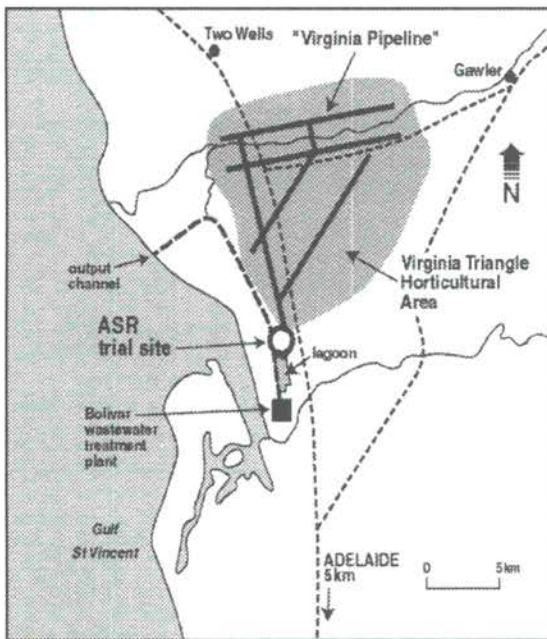 Two Wells
"Virginia Pipeline"
Gawler
N
output
channel
Virginia Triangle
Horticultural
Area
ASR
trial site
lagoon
Bolivar
wastewater
treatment
plant
Gulf
St Vincent
ADELAIDE
5km
0 5km